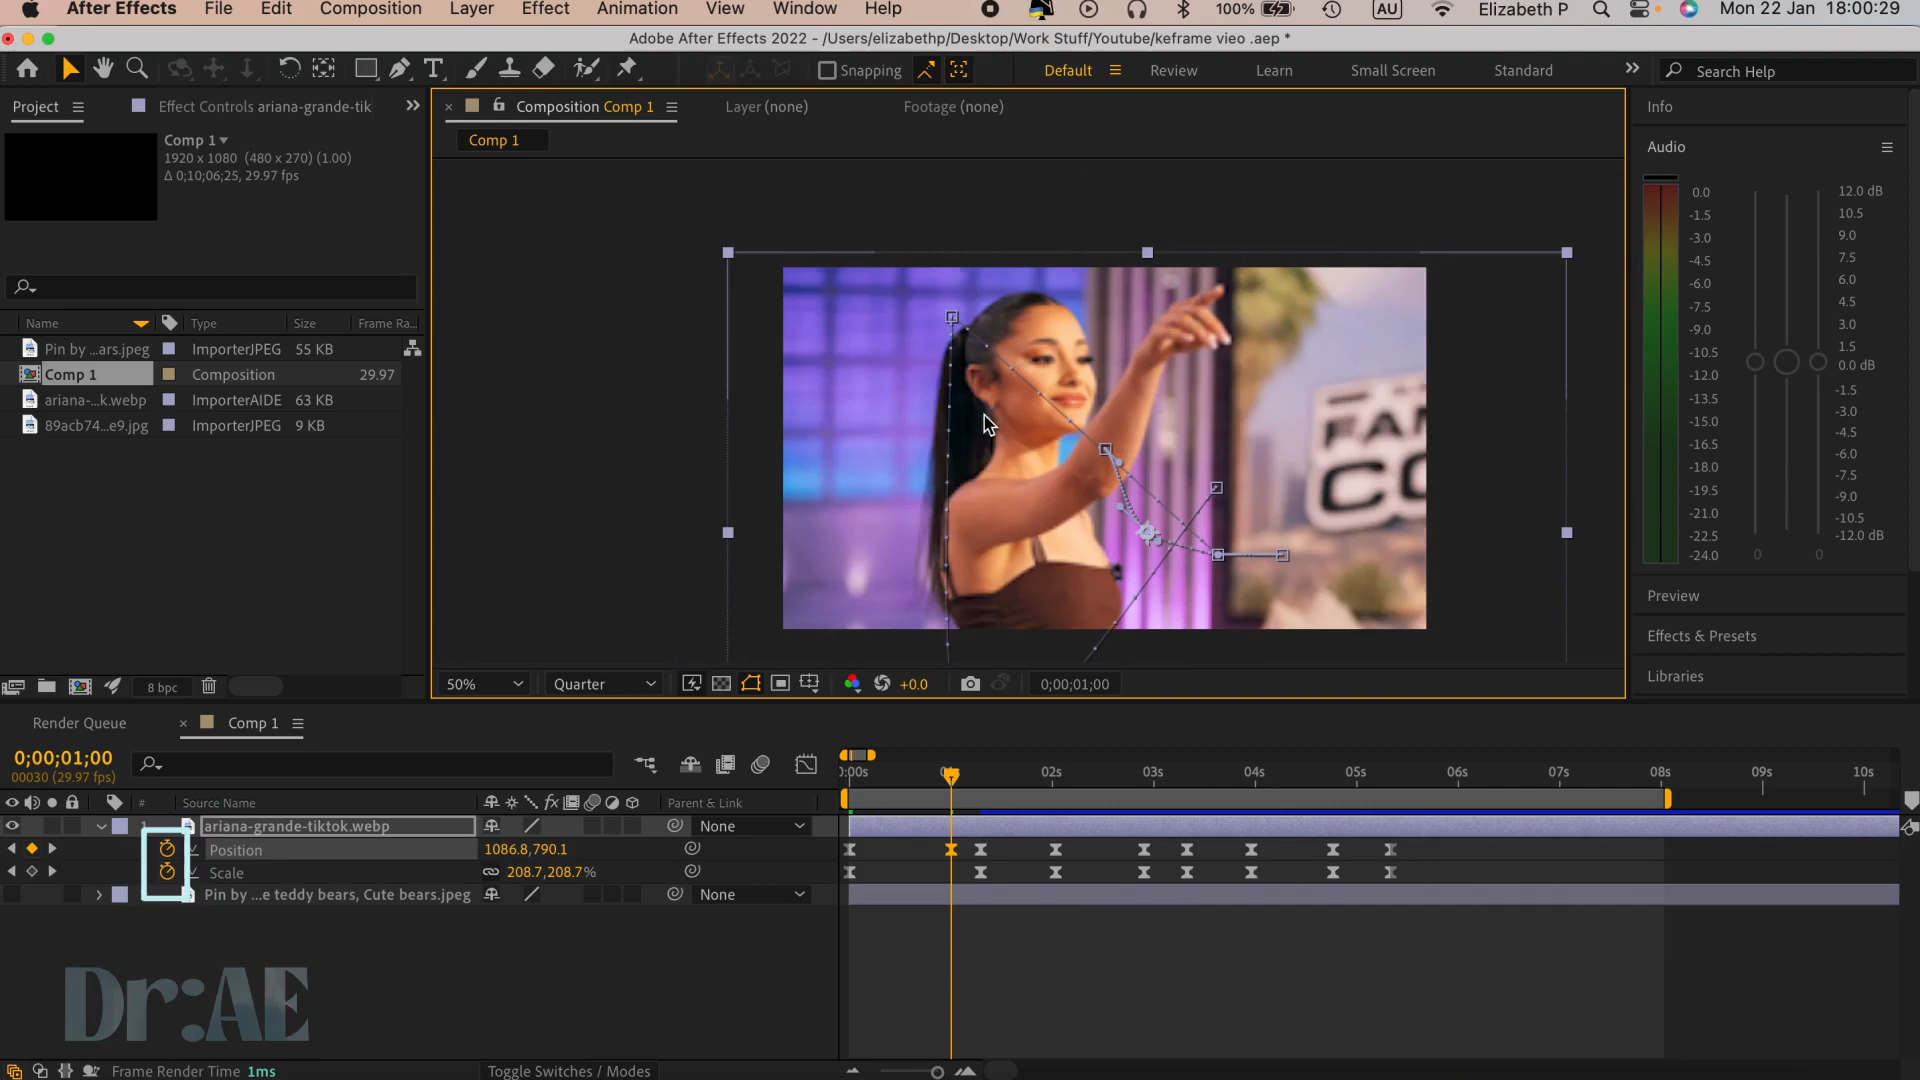 After Effects File Edit Composition Layer Effect Animation View Window Help 100% AU Elizabeth P Mon 22 Jan 18:00:29
Adobe After Effects 2022 - /Users/elizabethp/Desktop/Work Stuff/Youtube/keframe vieo .aep *
T Snapping Default Review Learn Small Screen Standard Search Help
Project Effect Controls ariana-grande-tik
Composition Comp 1 Layer (none) Footage (none)
Info
Comp 1
1920 x 1080 (480 x 270) (1.00)
Δ 0;10;06;25, 29.97 fps
Comp 1
Audio
0.0
-1.5
-3.0
-4.5
-6.0
-7.5
-9.0
-10.5
-12.0
-13.5
-15.0
-16.5
-18.0
-19.5
-21.0
-22.5
-24.0
12.0 dB
10.5
9.0
7.5
6.0
4.5
3.0
1.5
0.0 dB
-1.5
-3.0
-4.5
-6.0
-7.5
-9.0
-10.5
-12.0 dB
0 0
Name Type Size Frame Ra...
Pin by ...ars.jpeg ImporterJPEG 55 KB
Comp 1 Composition 29.97
ariana-...k.webp ImporterAIDE 63 KB
89acb74...e9.jpg ImporterJPEG 9 KB
FAM
CO
Preview
Effects & Presets
Libraries
8 bpc
50% Quarter +0.0 0;00;01;00
Render Queue Comp 1
0;00;01;00
00030 (29.97 fps)
:00s 02s 03s 04s 05s 06s 07s 08s 09s 10s
# Source Name fx Parent & Link
1 ariana-grande-tiktok.webp None
Position 1086.8,790.1
Scale 208.7,208.7%
Pin by ...e teddy bears, Cute bears.jpeg None
Dr:AE
Frame Render Time 1ms Toggle Switches / Modes